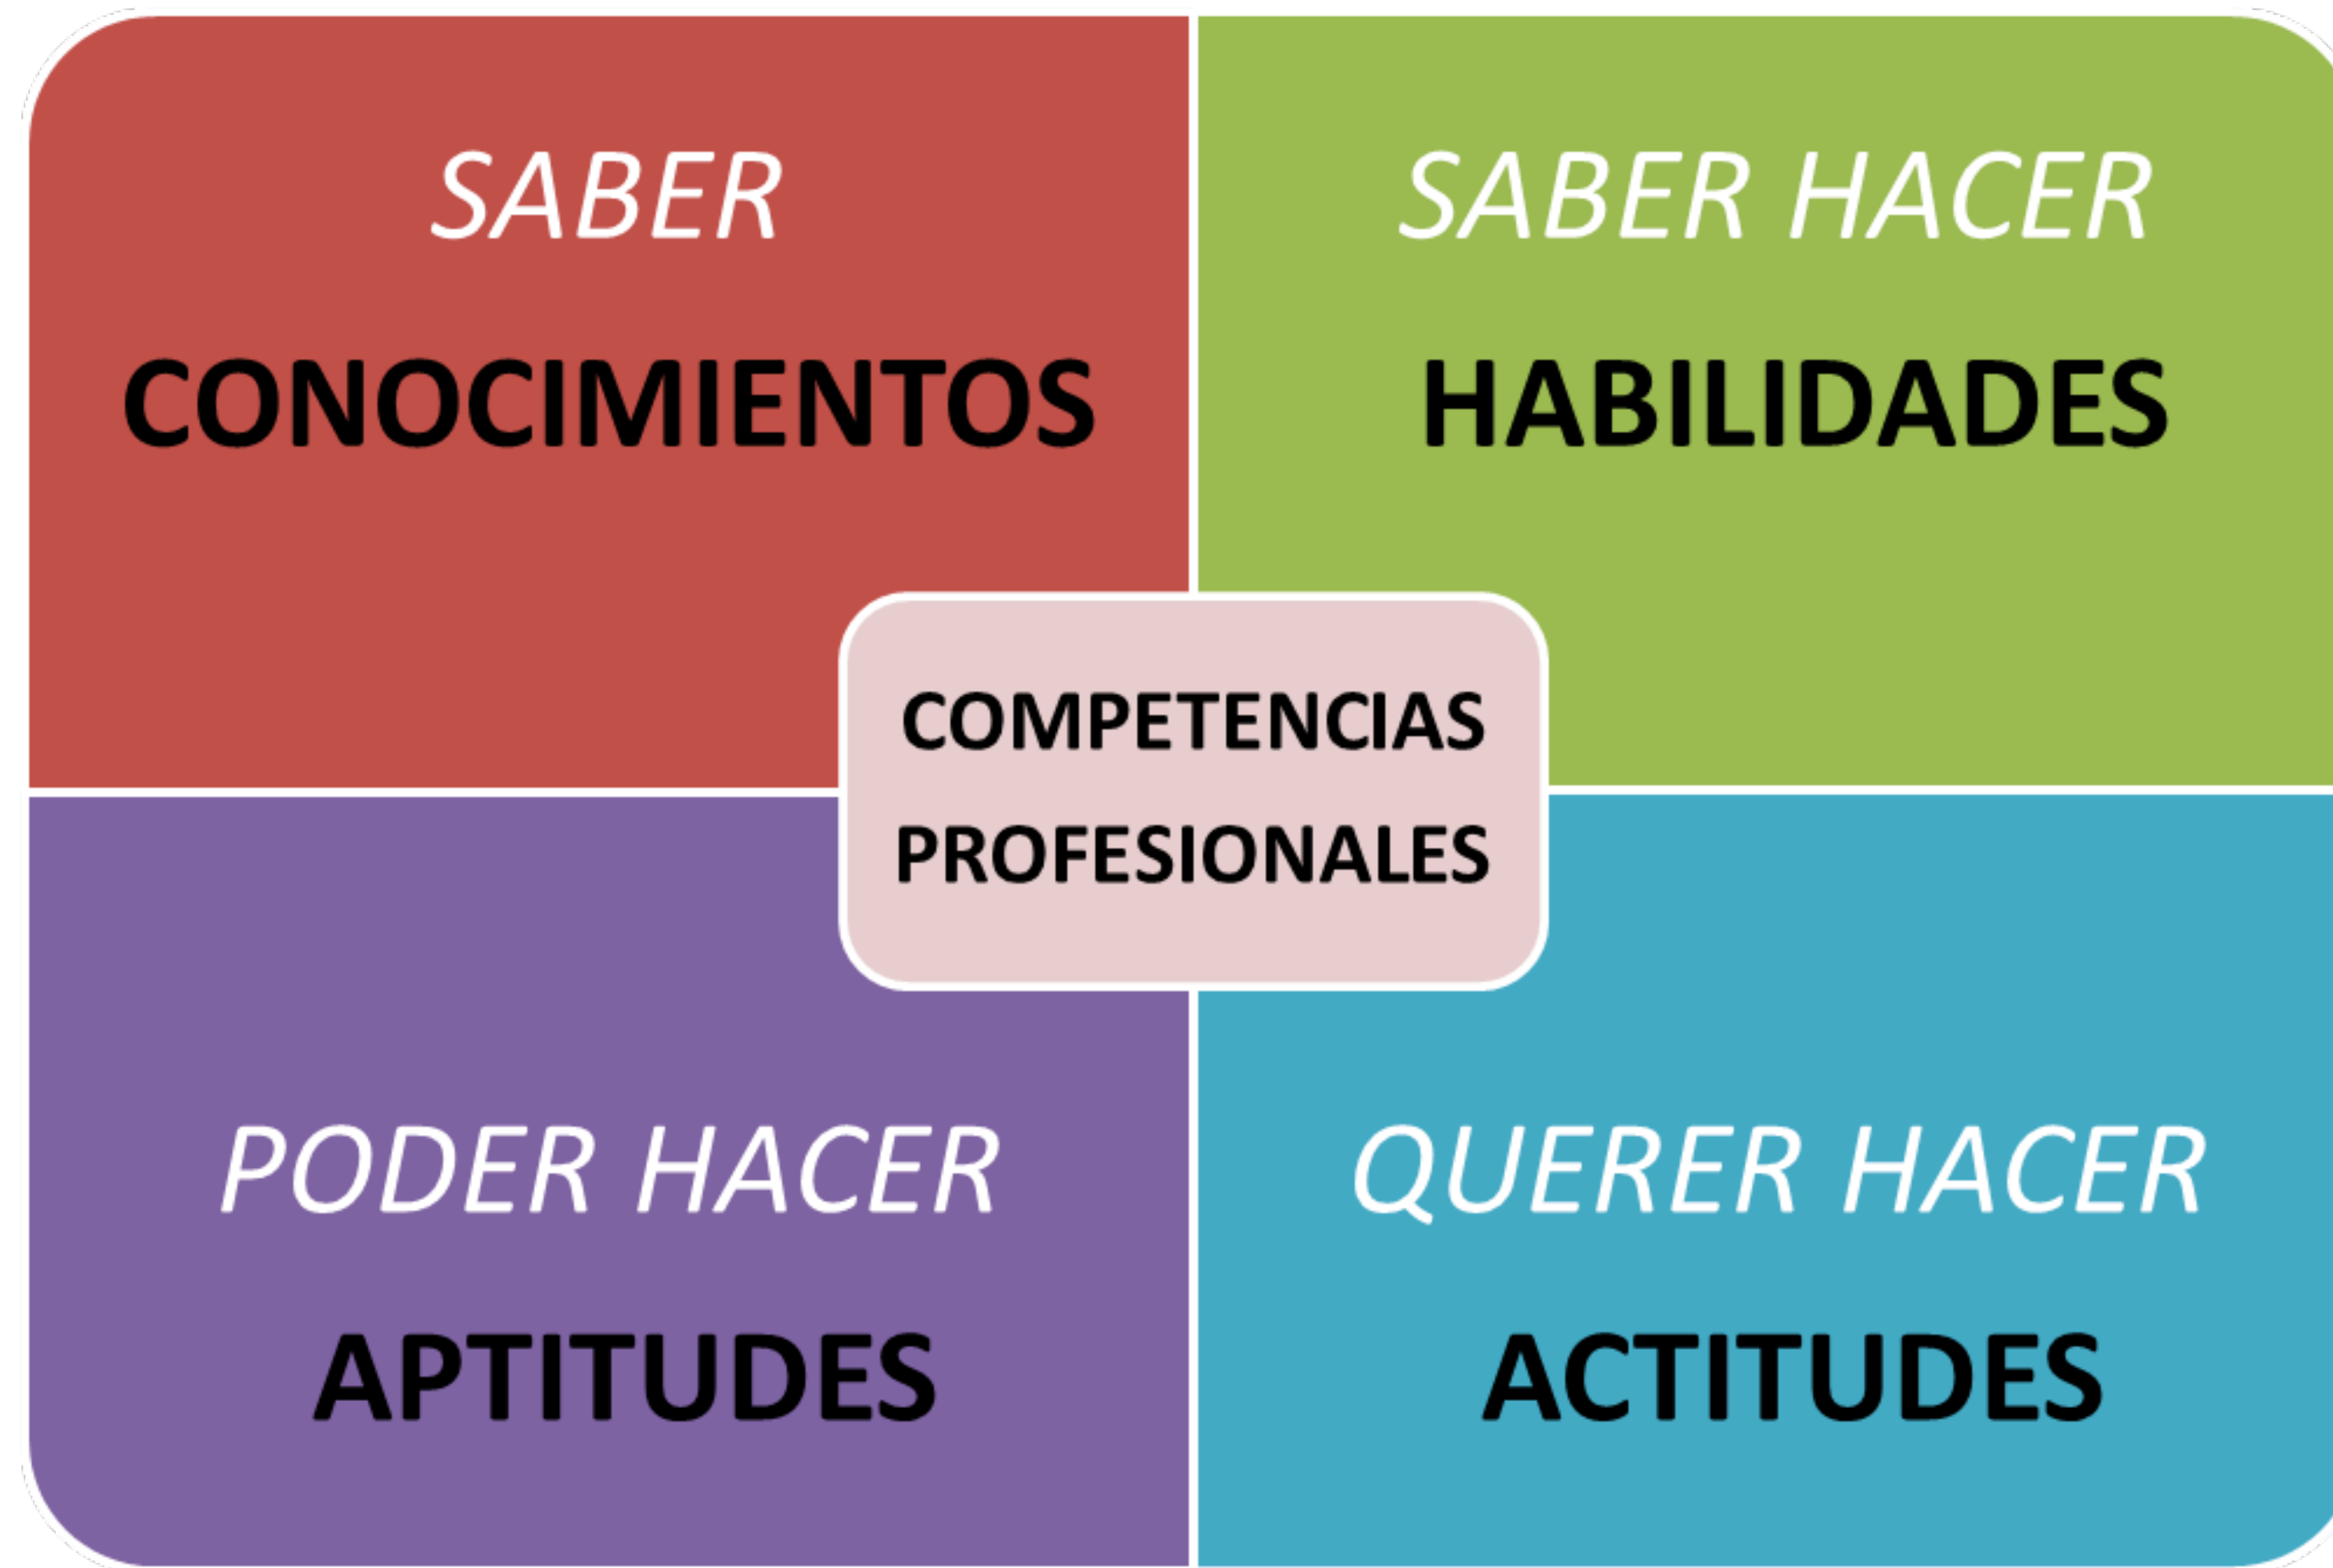 SABER
CONOCIMIENTOS
SABER HACER
HABILIDADES
COMPETENCIAS
PROFESIONALES
PODER HACER
APTITUDES
QUERER HACER
ACTITUDES